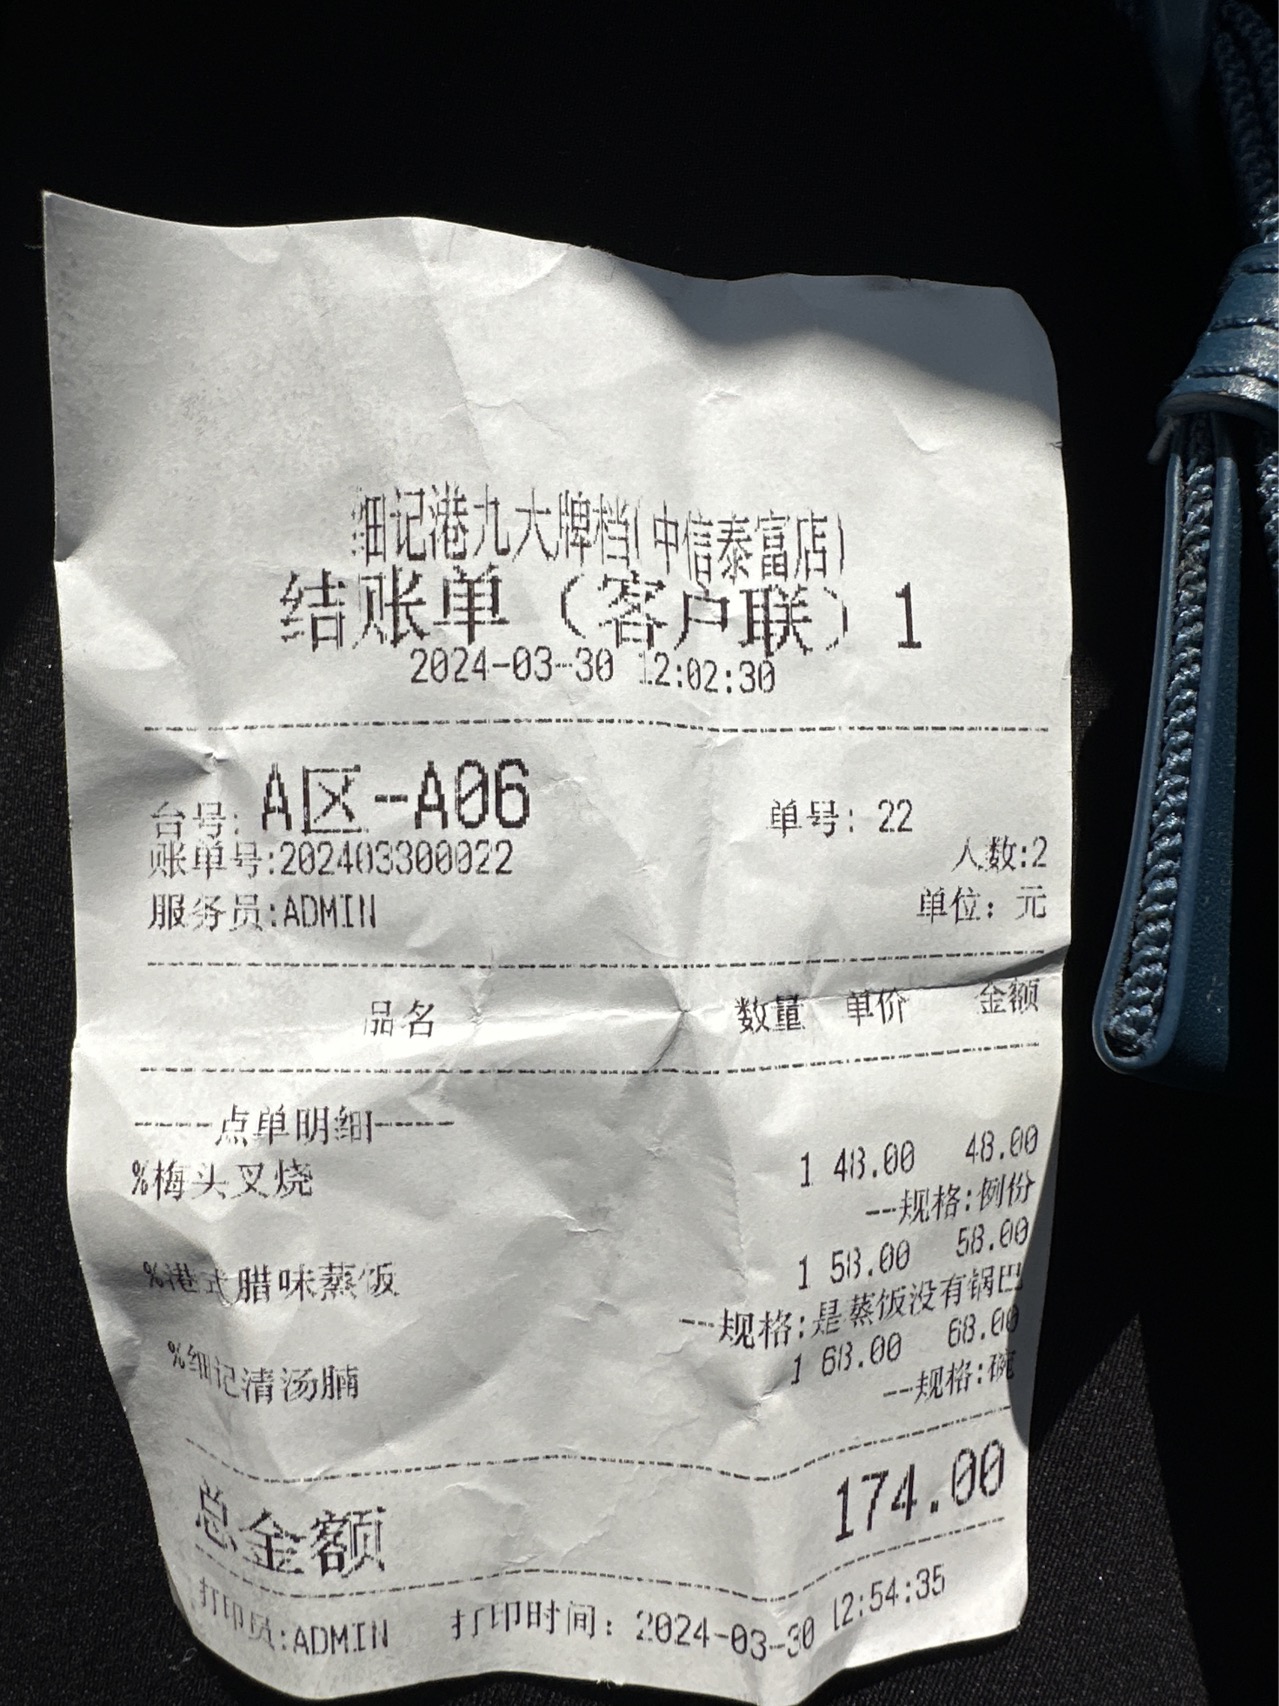 细记港九大牌档(中信泰富店)
结账单（客户联）1
2024-03-30 12:02:30
台号: A区-A06 单号: 22
账单号:202403300022 人数:2
服务员:ADMIN 单位: 元
品名 数量 单价 金额
----点单明细----
%梅头叉烧 1 48.00 48.00
--规格:例份
%港式腊味蒸饭 1 58.00 58.00
--规格:是蒸饭没有锅巴
%细记清汤腩 1 68.00 68.00
--规格:碗
总金额 174.00
打印员:ADMIN 打印时间: 2024-03-30 12:54:35